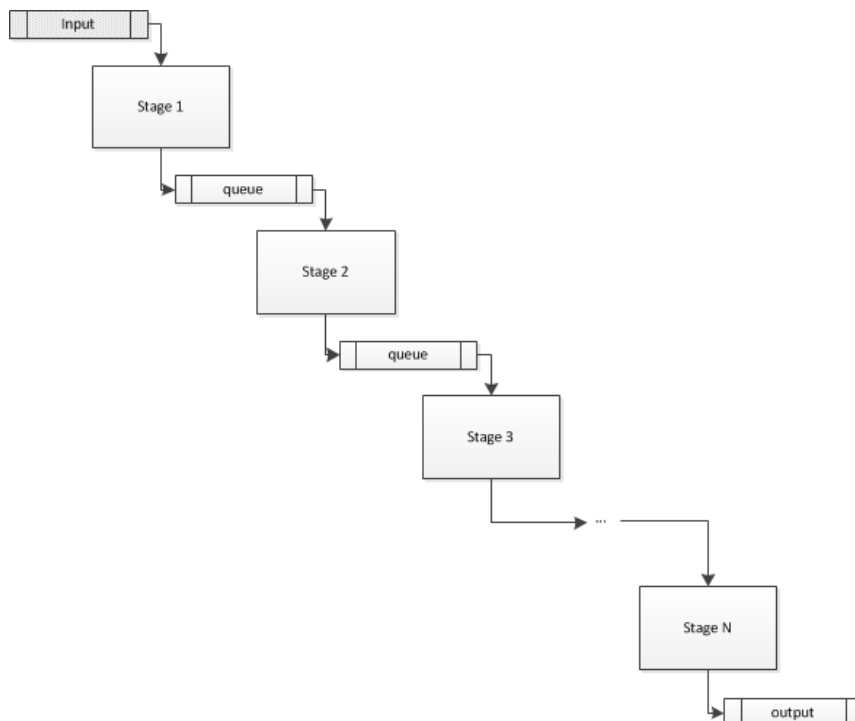 Input
Stage 1
queue
Stage 2
queue
Stage 3
...
Stage N
output